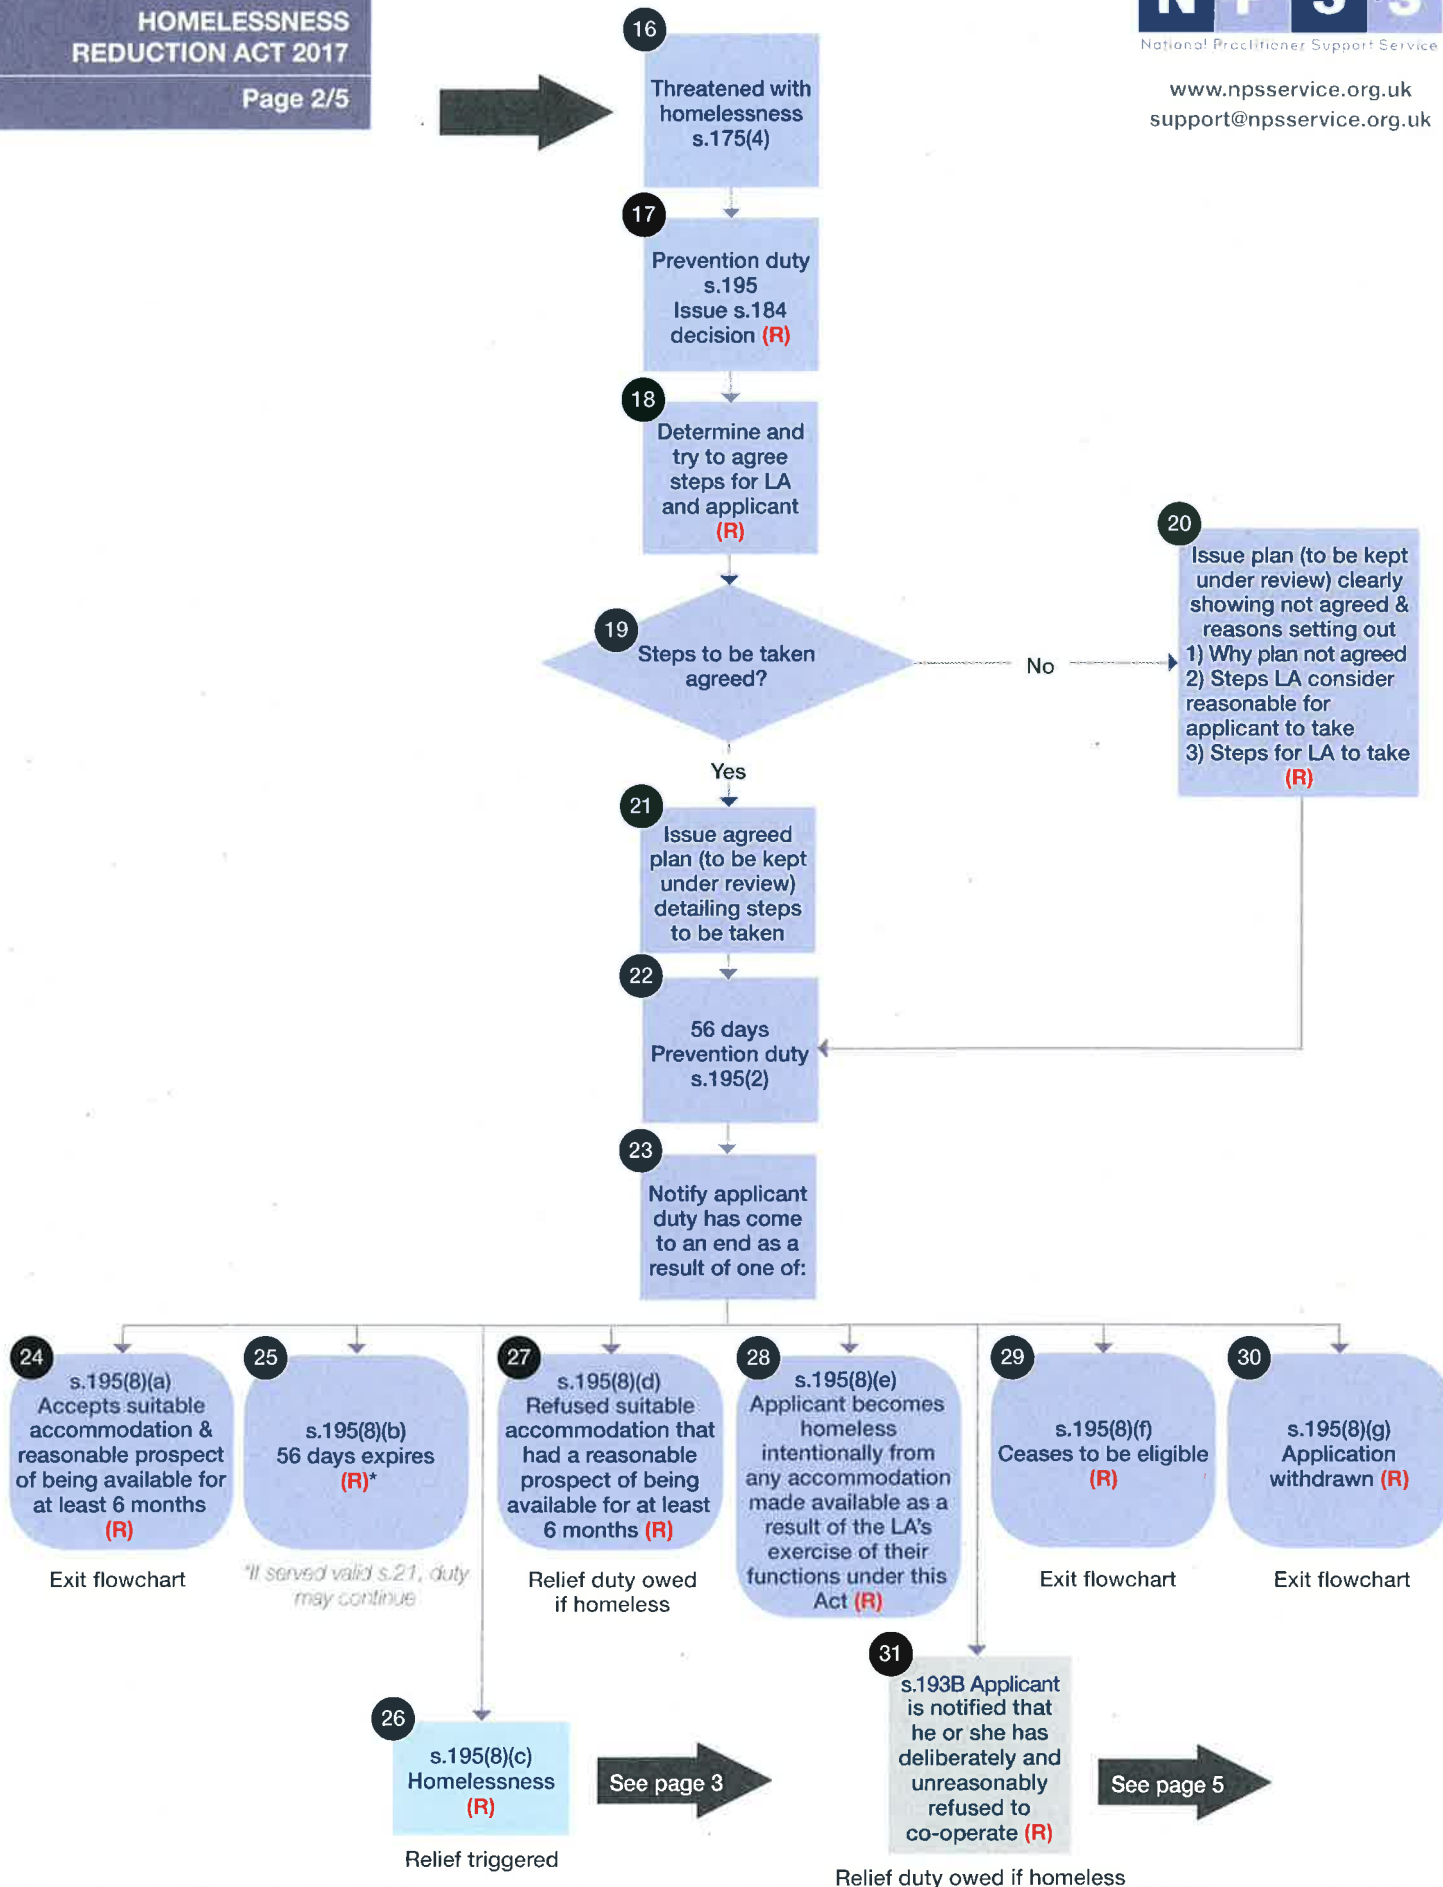 HOMELESSNESS
REDUCTION ACT 2017
Page 2/5
N P S S
National Practitioner Support Service
www.npsservice.org.uk
support@npsservice.org.uk
16
Threatened with
homelessness
s.175(4)
17
Prevention duty
s.195
Issue s.184
decision (R)
18
Determine and
try to agree
steps for LA
and applicant
(R)
19
Steps to be taken
agreed?
No
20
Issue plan (to be kept
under review) clearly
showing not agreed &
reasons setting out
1) Why plan not agreed
2) Steps LA consider
reasonable for
applicant to take
3) Steps for LA to take
(R)
Yes
21
Issue agreed
plan (to be kept
under review)
detailing steps
to be taken
22
56 days
Prevention duty
s.195(2)
23
Notify applicant
duty has come
to an end as a
result of one of:
24
s.195(8)(a)
Accepts suitable
accommodation &
reasonable prospect
of being available for
at least 6 months
(R)
Exit flowchart
25
s.195(8)(b)
56 days expires
(R)*
*If served valid s.21, duty
may continue
27
s.195(8)(d)
Refused suitable
accommodation that
had a reasonable
prospect of being
available for at least
6 months (R)
Relief duty owed
if homeless
28
s.195(8)(e)
Applicant becomes
homeless
intentionally from
any accommodation
made available as a
result of the LA's
exercise of their
functions under this
Act (R)
29
s.195(8)(f)
Ceases to be eligible
(R)
Exit flowchart
30
s.195(8)(g)
Application
withdrawn (R)
Exit flowchart
26
s.195(8)(c)
Homelessness
(R)
Relief triggered
See page 3
31
s.193B Applicant
is notified that
he or she has
deliberately and
unreasonably
refused to
co-operate (R)
Relief duty owed if homeless
See page 5